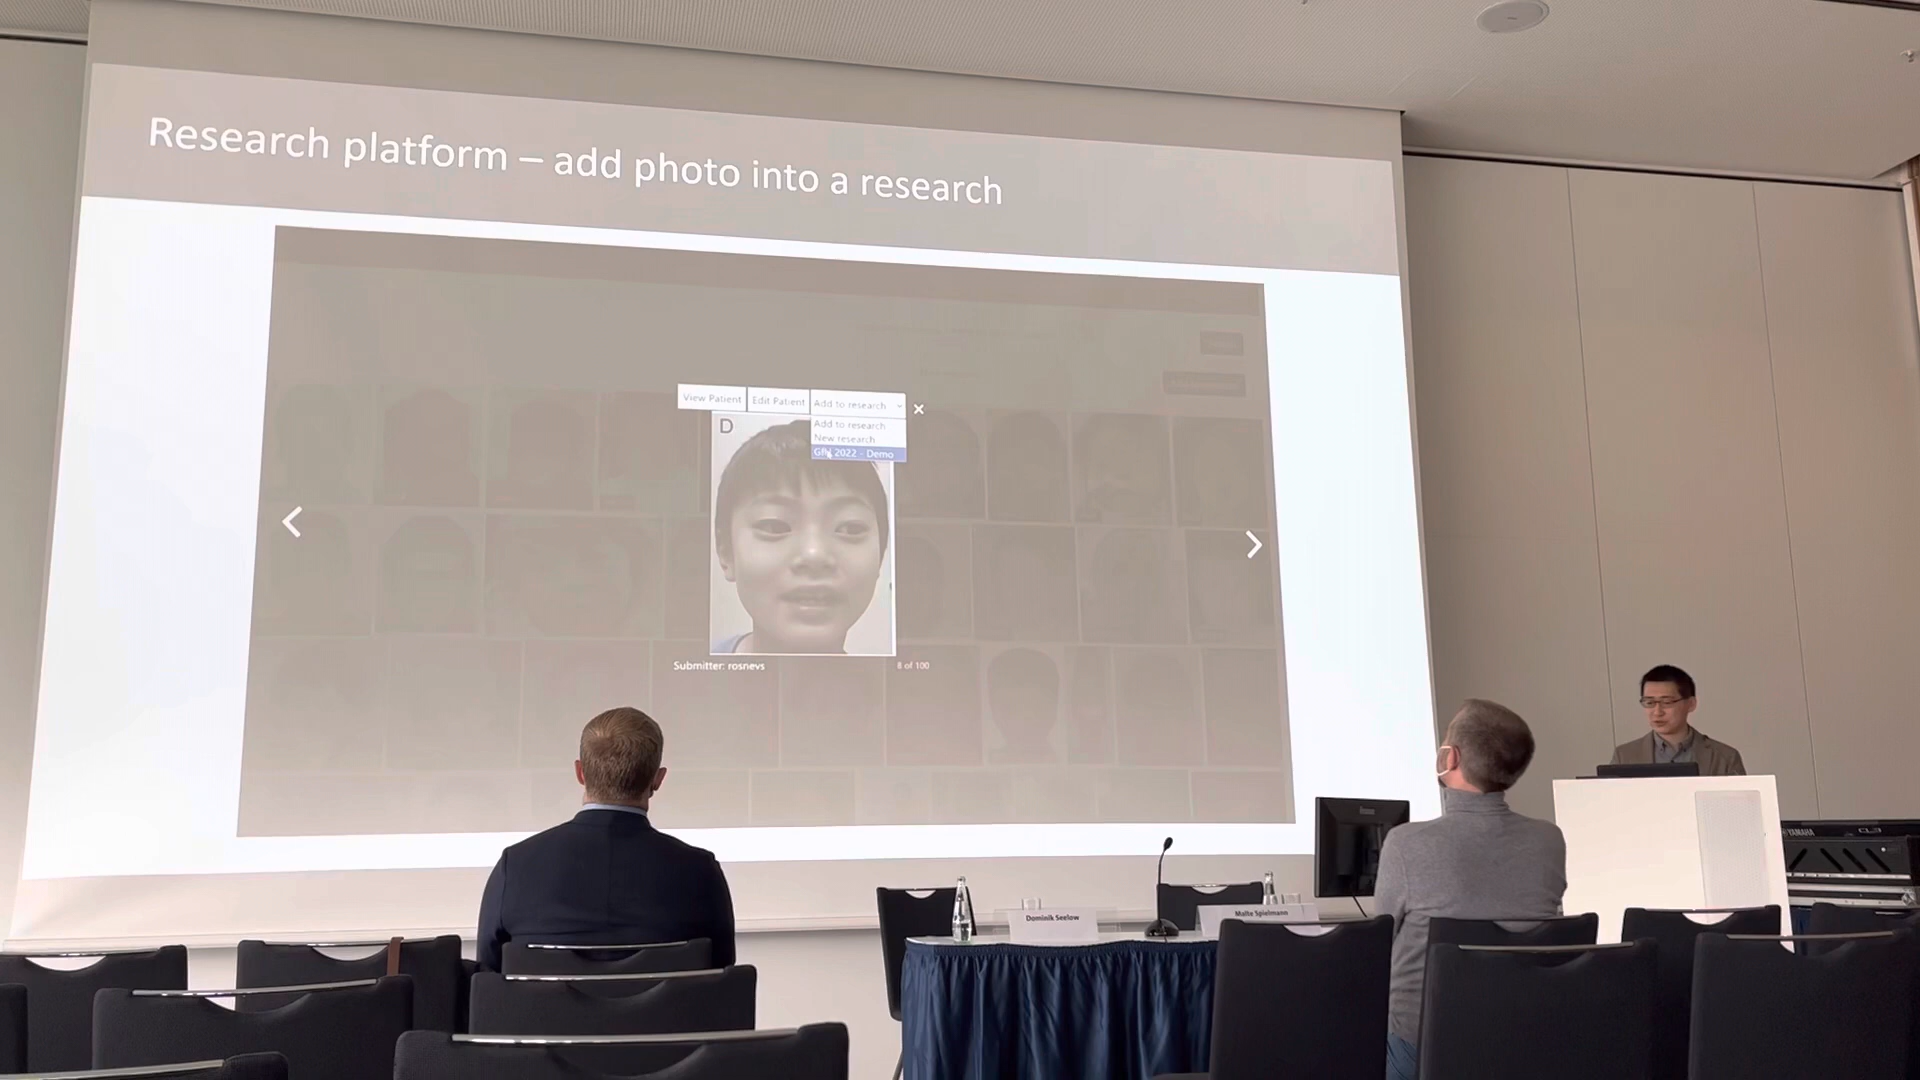 Research platform – add photo into a research
View Patient
Edit Patient
Add to research
Add to research
New research
2022 - Demo
D
Submitter: rosnevs
8 of 100
Dominik Seelow
Malte Spielmann
YAMAHA